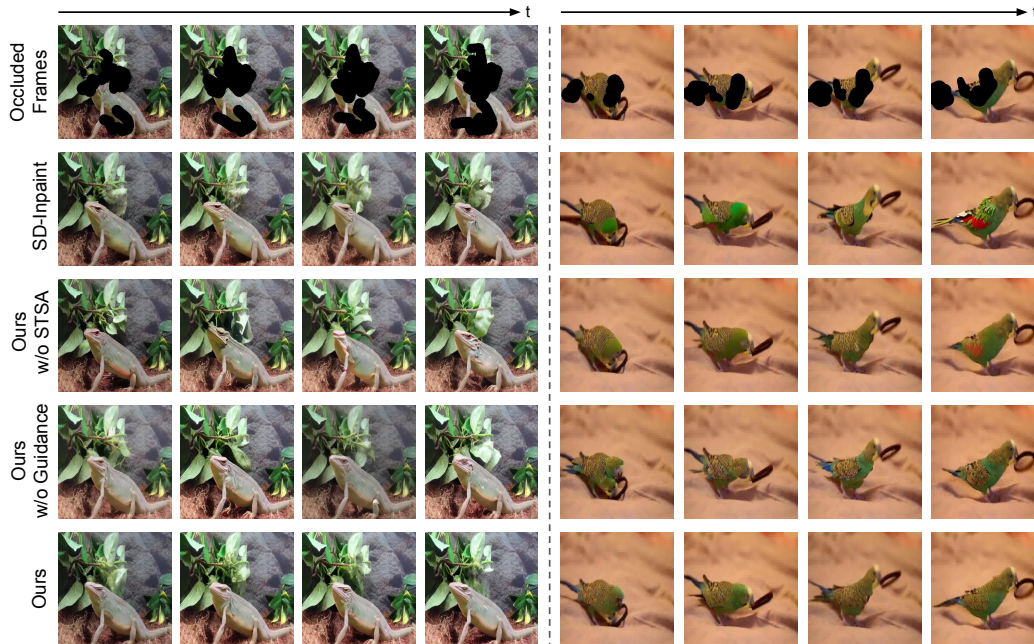 t
t
Occluded
Frames
SD-Inpaint
Ours
w/o STSA
Ours
w/o Guidance
Ours